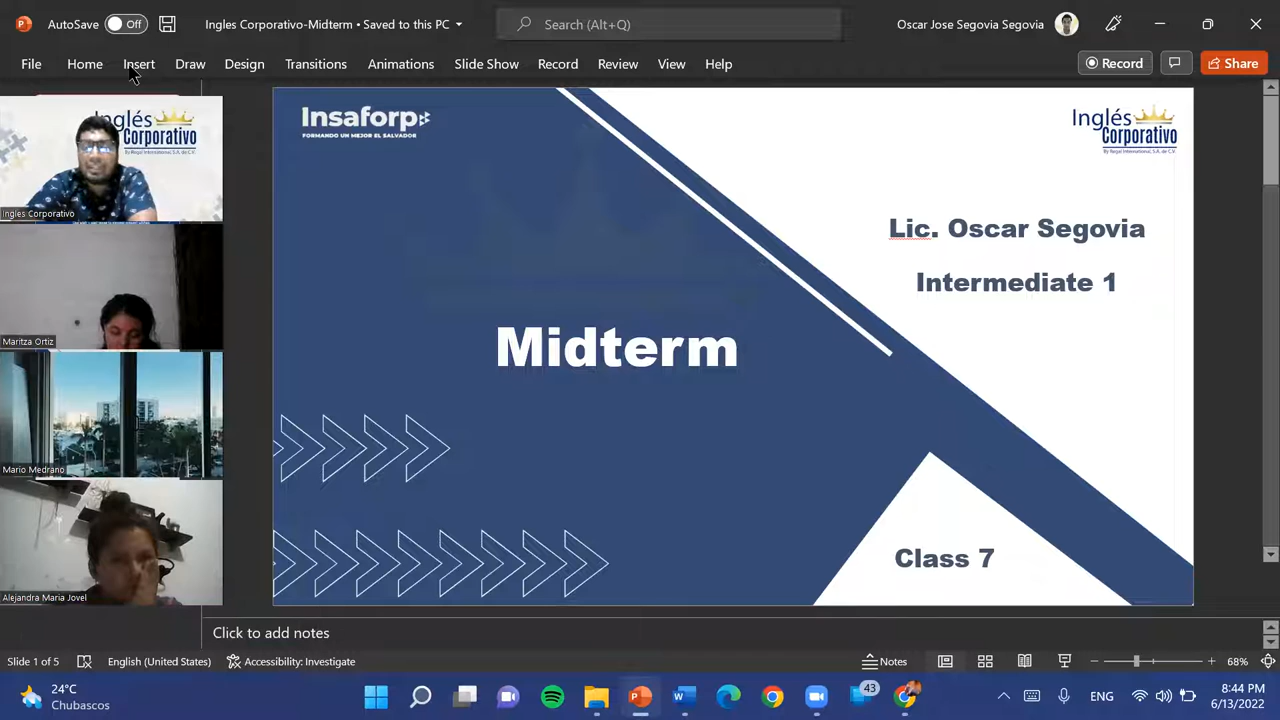 AutoSave Off Ingles Corporativo-Midterm • Saved to this PC Search (Alt+Q) Oscar Jose Segovia Segovia
File Home Insert Draw Design Transitions Animations Slide Show Record Review View Help Record Share
Inglés
Corporativo
Ingles Corporativo
Maritza Ortiz
Mario Medrano
Alejandra Maria Jovel
Insaforp
FORMANDO UN MEJOR EL SALVADOR
Inglés
Corporativo
By Regal International, S.A. de C.V.
Lic. Oscar Segovia
Intermediate 1
Midterm
Class 7
Click to add notes
Slide 1 of 5 English (United States) Accessibility: Investigate Notes 68%
24°C
Chubascos
43
ENG
8:44 PM
6/13/2022